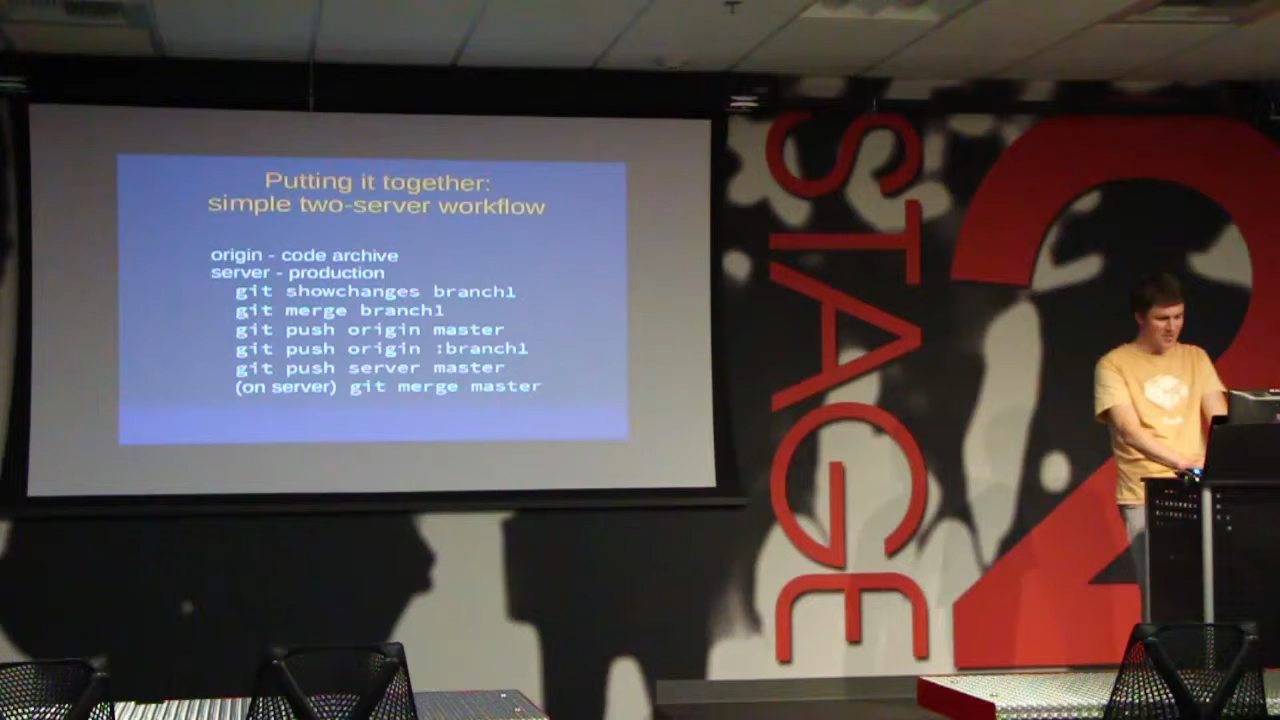 Putting it together:
simple two-server workflow
origin - code archive
server - production
git showchanges branch1
git merge branch1
git push origin master
git push origin :branch1
git push server master
(on server) git merge master
STAGE
2